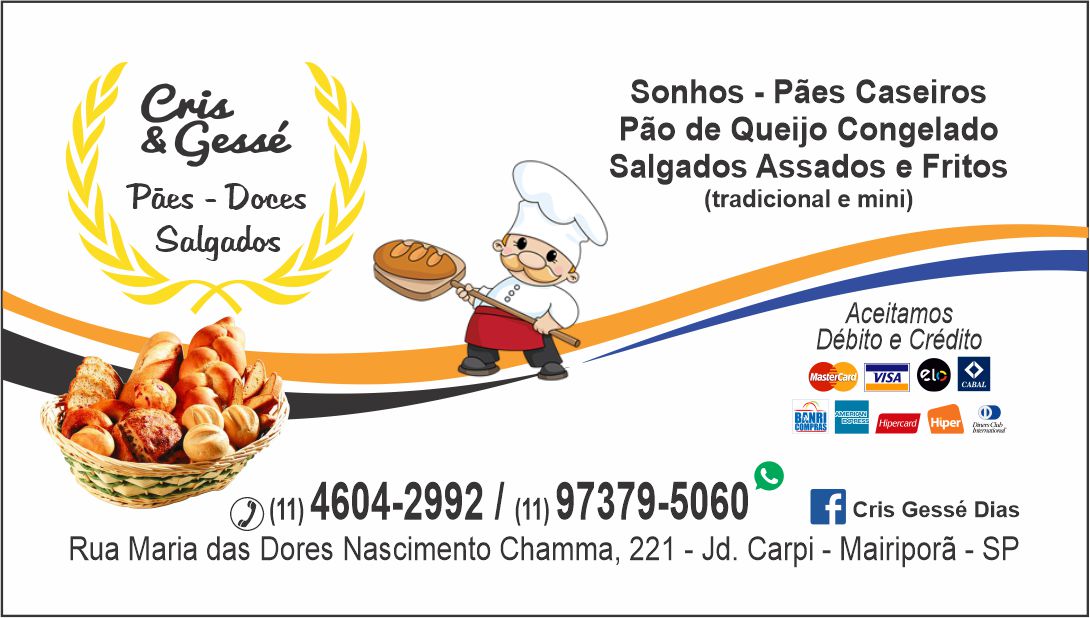 Cris
& Gessé
Pães - Doces
Salgados
Sonhos - Pães Caseiros
Pão de Queijo Congelado
Salgados Assados e Fritos
(tradicional e mini)
Aceitamos
Débito e Crédito
MasterCard VISA elo CABAL
BANRI COMPRAS AMERICAN EXPRESS Hipercard Hiper Diners Club International
(11) 4604-2992 / (11) 97379-5060
f Cris Gessé Dias
Rua Maria das Dores Nascimento Chamma, 221 - Jd. Carpi - Mairiporã - SP